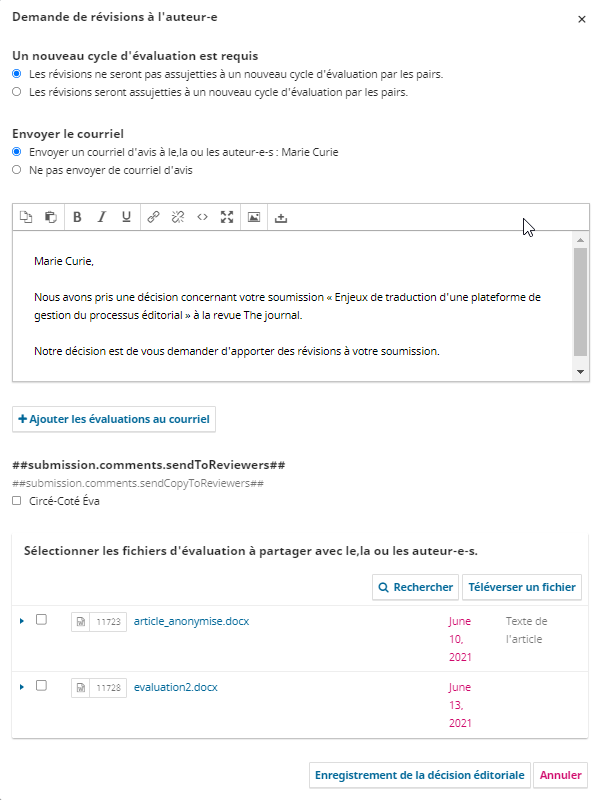 Demande de révisions à l'auteur-e
×
Un nouveau cycle d'évaluation est requis
Les révisions ne seront pas assujetties à un nouveau cycle d'évaluation par les pairs.
Les révisions seront assujetties à un nouveau cycle d'évaluation par les pairs.
Envoyer le courriel
Envoyer un courriel d'avis à le,la ou les auteur-e-s : Marie Curie
Ne pas envoyer de courriel d'avis
B I U
Marie Curie,
Nous avons pris une décision concernant votre soumission « Enjeux de traduction d'une plateforme de
gestion du processus éditorial » à la revue The journal.
Notre décision est de vous demander d'apporter des révisions à votre soumission.
+ Ajouter les évaluations au courriel
##submission.comments.sendToReviewers##
##submission.comments.sendCopyToReviewers##
Circé-Coté Éva
Sélectionner les fichiers d'évaluation à partager avec le,la ou les auteur-e-s.
Rechercher Téléverser un fichier
11723 article_anonymise.docx June Texte de
10, l'article
2021
11728 evaluation2.docx June
13,
2021
Enregistrement de la décision éditoriale Annuler